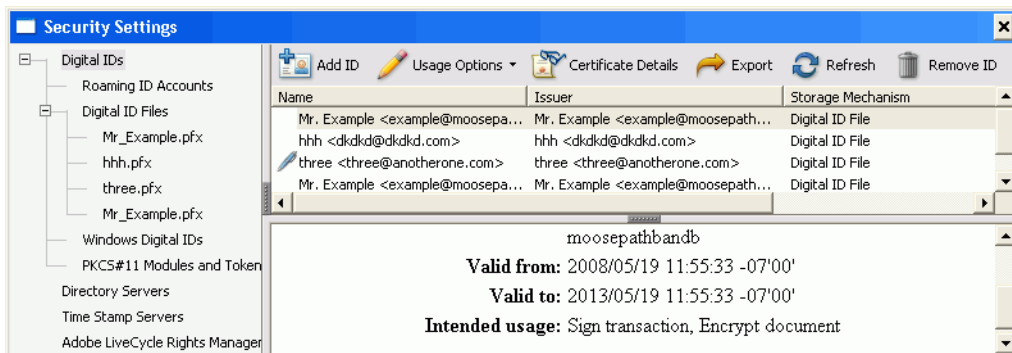 Security Settings
Digital IDs
Roaming ID Accounts
Digital ID Files
Mr_Example.pfx
hhh.pfx
three.pfx
Mr_Example.pfx
Windows Digital IDs
PKCS#11 Modules and Token
Directory Servers
Time Stamp Servers
Adobe LiveCycle Rights Manager
Add ID Usage Options Certificate Details Export Refresh Remove ID
Name Issuer Storage Mechanism
Mr. Example <example@moosepa... Mr. Example <example@moosepath... Digital ID File
hhh <dkdkd@dkdkd.com> hhh <dkdkd@dkdkd.com> Digital ID File
three <three@anotherone.com> three <three@anotherone.com> Digital ID File
Mr. Example <example@moosepa... Mr. Example <example@moosepath... Digital ID File
moosepathbandb
Valid from: 2008/05/19 11:55:33 -07'00'
Valid to: 2013/05/19 11:55:33 -07'00'
Intended usage: Sign transaction, Encrypt document